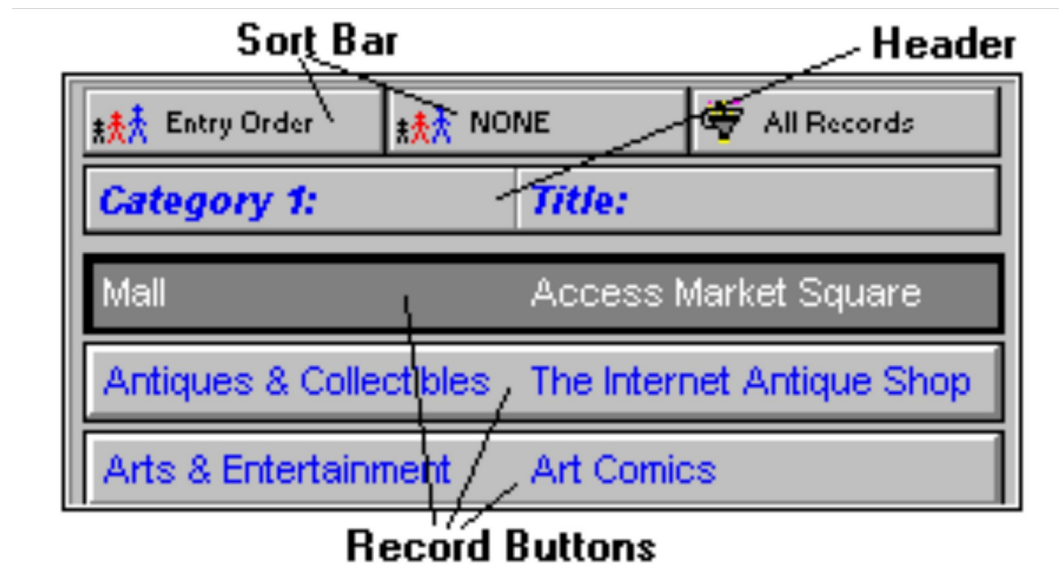 Sort Bar Header
Entry Order NONE All Records
Category 1: Title:
Mall Access Market Square
Antiques & Collectibles The Internet Antique Shop
Arts & Entertainment Art Comics
Record Buttons